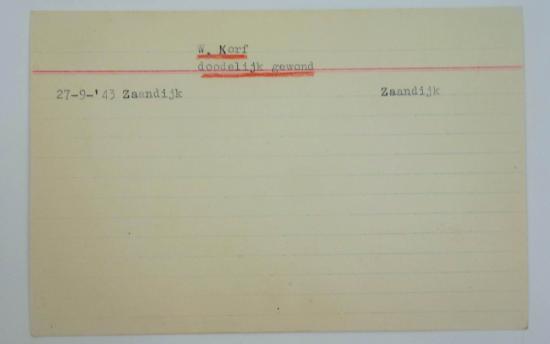 W. Korf
doodelijk gewond
27-9-'43 Zaandijk Zaandijk